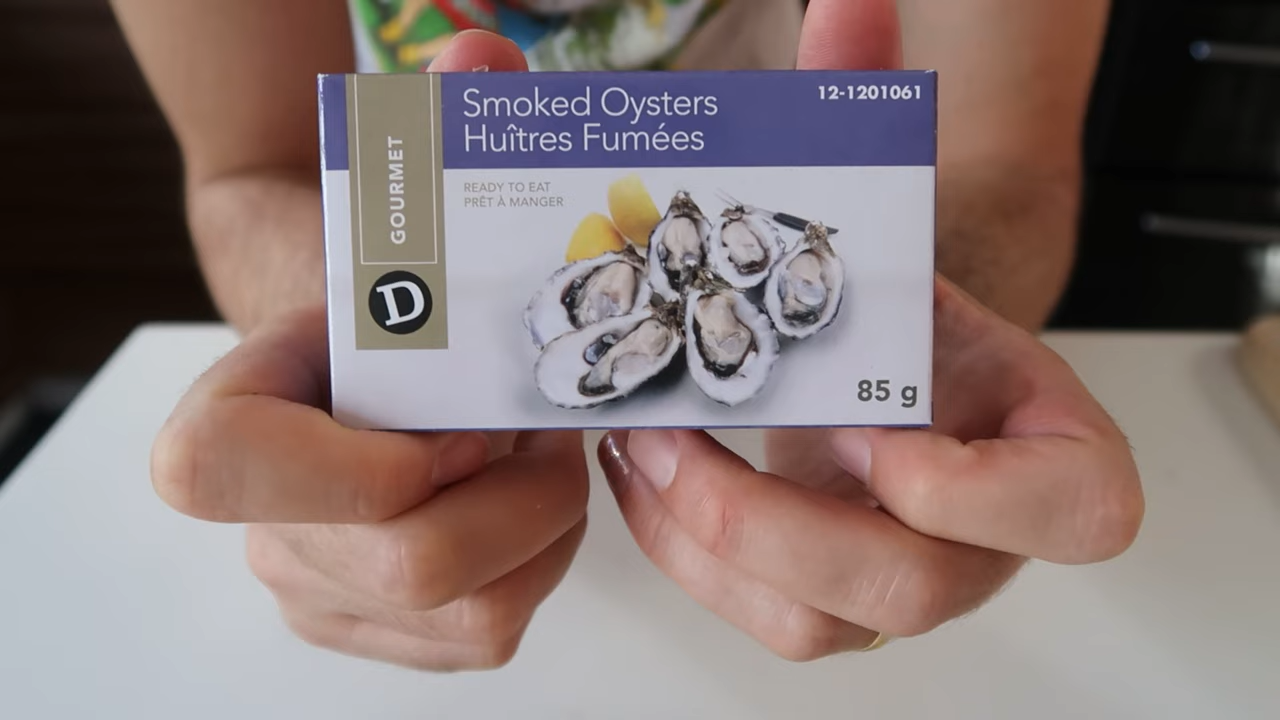 Smoked Oysters
Huîtres Fumées
12-1201061
GOURMET
D
READY TO EAT
PRÊT À MANGER
85 g